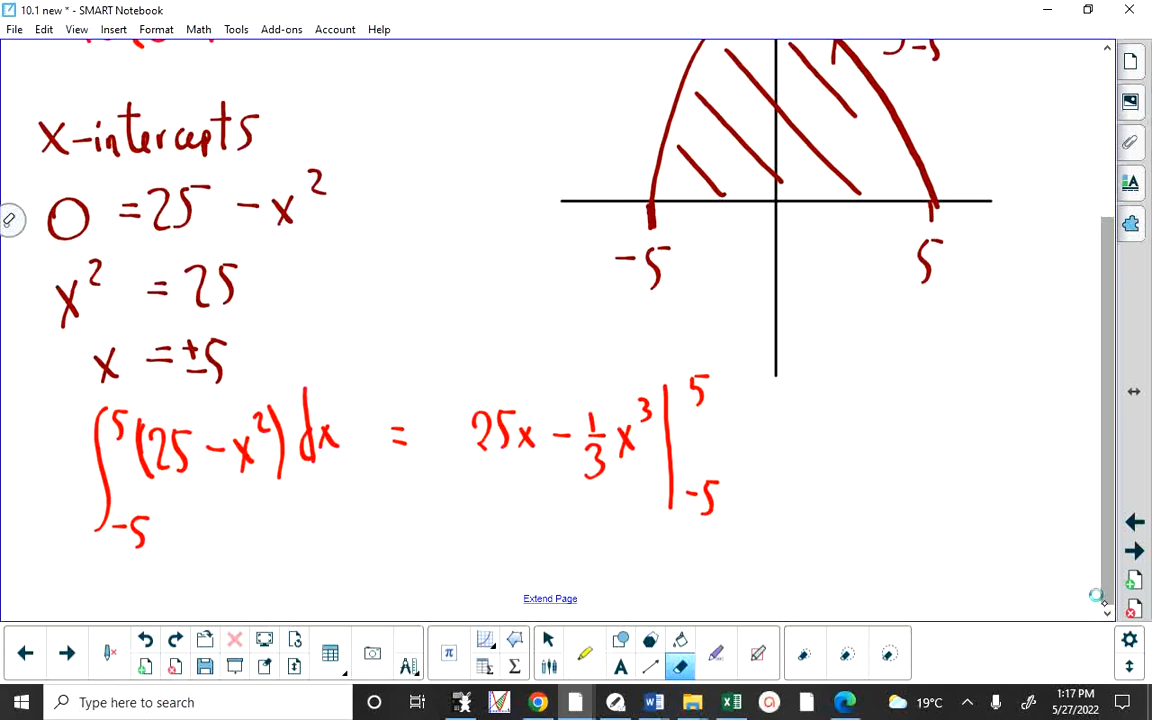 10.1 new * - SMART Notebook
File Edit View Insert Format Math Tools Add-ons Account Help
x-intercepts
0 = 25 - x²
x² = 25
x = ±5
-5 5
∫₋₅⁵ (25 - x²) dx = 25x - 1/3 x³ |₋₅⁵
Extend Page
Type here to search
19°C
1:17 PM
5/27/2022